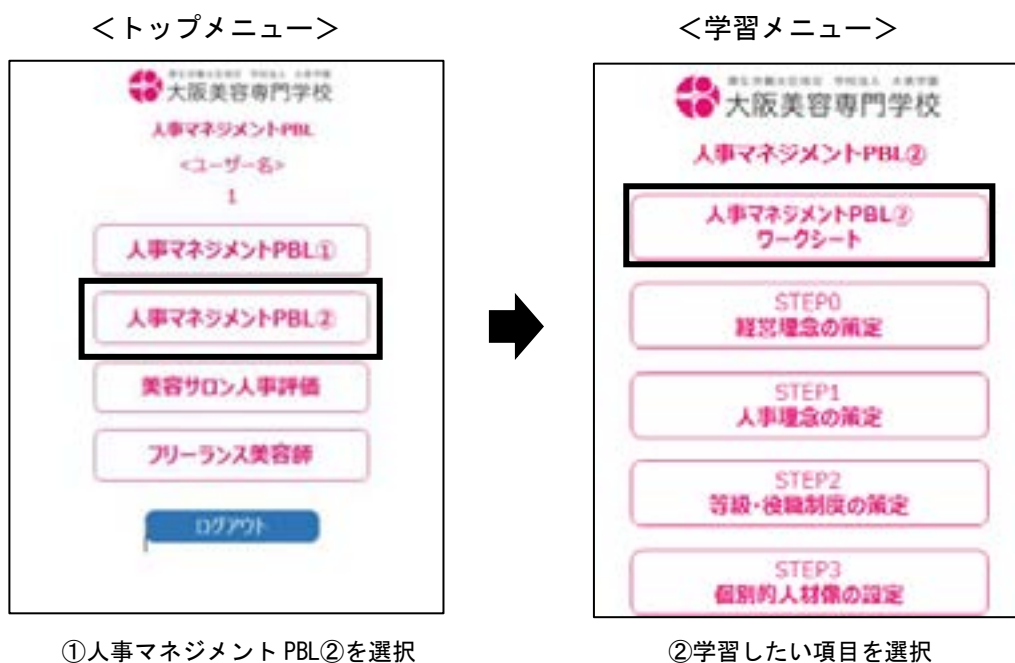 ＜トップメニュー＞
大阪美容専門学校
人事マネジメントPBL
<ユーザー名>
1
人事マネジメントPBL①
人事マネジメントPBL②
美容サロン人事評価
フリーランス美容師
ログアウト
①人事マネジメント PBL②を選択
＜学習メニュー＞
大阪美容専門学校
人事マネジメントPBL②
人事マネジメントPBL②
ワークシート
STEP0
経営理念の策定
STEP1
人事理念の策定
STEP2
等級・役職制度の策定
STEP3
個別的人材像の設定
②学習したい項目を選択